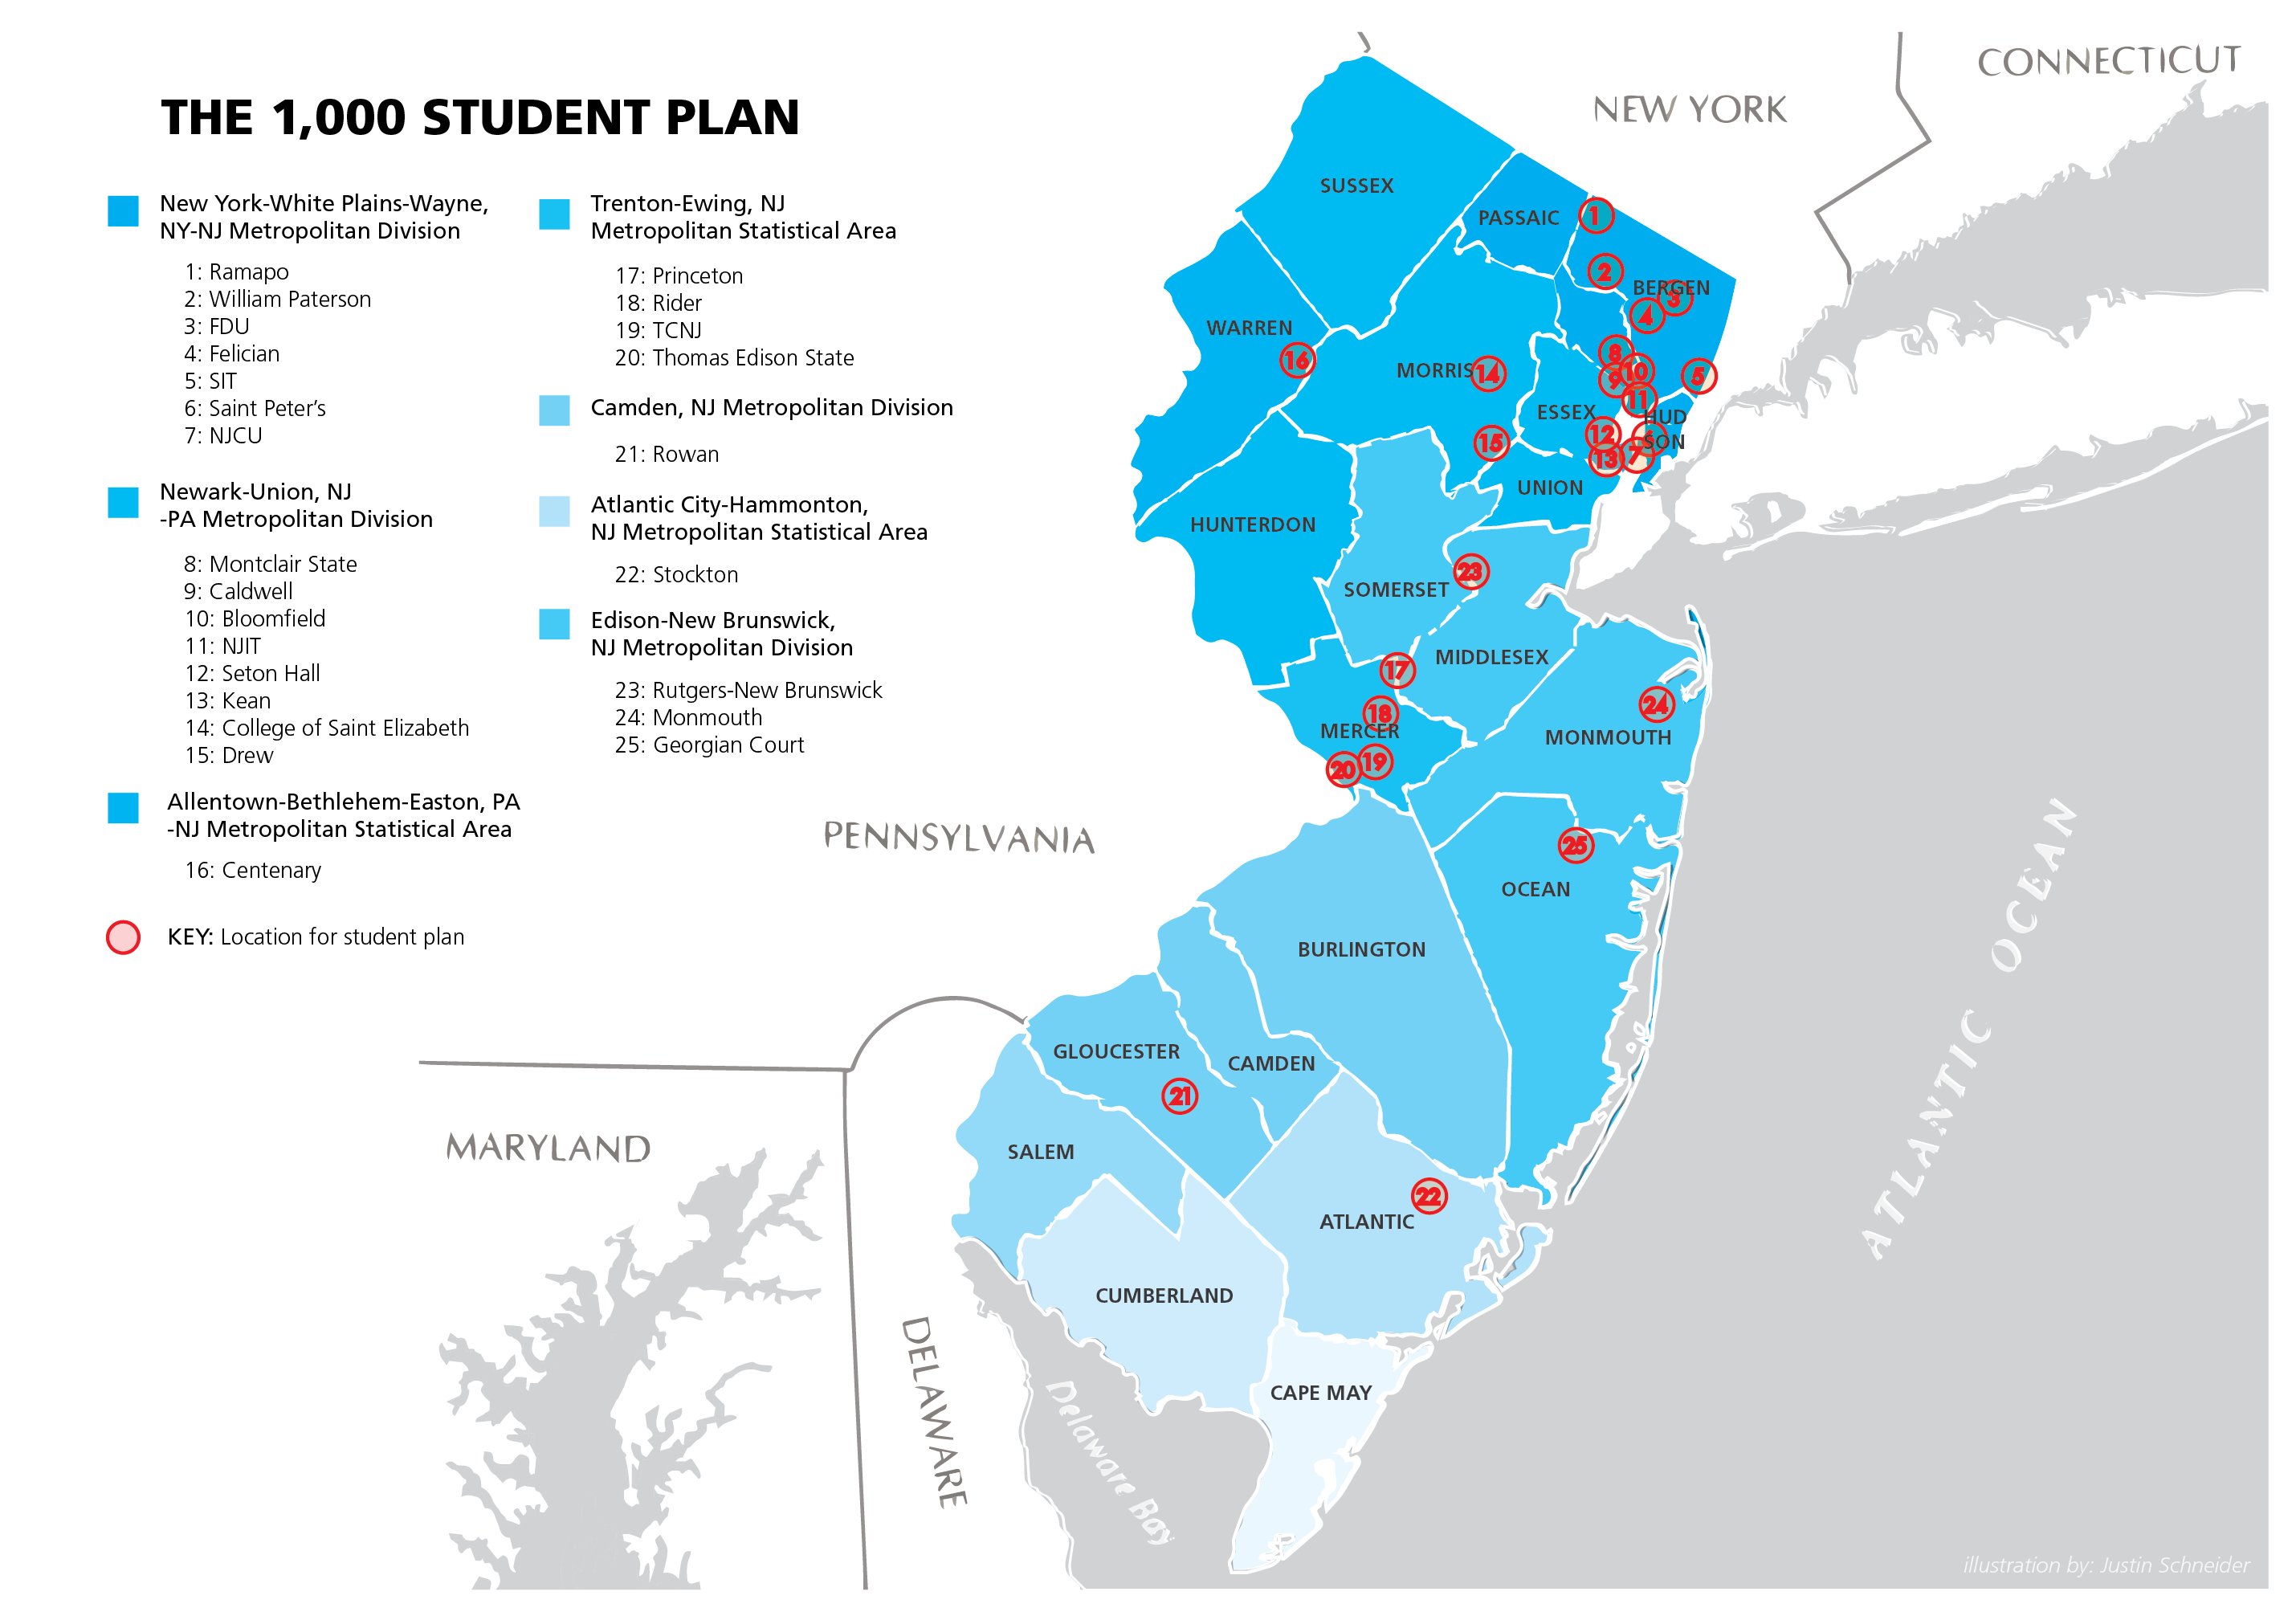 THE 1,000 STUDENT PLAN
New York-White Plains-Wayne,
NY-NJ Metropolitan Division
1: Ramapo
2: William Paterson
3: FDU
4: Felician
5: SIT
6: Saint Peter's
7: NJCU
Newark-Union, NJ
-PA Metropolitan Division
8: Montclair State
9: Caldwell
10: Bloomfield
11: NJIT
12: Seton Hall
13: Kean
14: College of Saint Elizabeth
15: Drew
Allentown-Bethlehem-Easton, PA
-NJ Metropolitan Statistical Area
16: Centenary
KEY: Location for student plan
Trenton-Ewing, NJ
Metropolitan Statistical Area
17: Princeton
18: Rider
19: TCNJ
20: Thomas Edison State
Camden, NJ Metropolitan Division
21: Rowan
Atlantic City-Hammonton,
NJ Metropolitan Statistical Area
22: Stockton
Edison-New Brunswick,
NJ Metropolitan Division
23: Rutgers-New Brunswick
24: Monmouth
25: Georgian Court
CONNECTICUT
NEW YORK
SUSSEX
PASSAIC
1
2
BERGEN
3
4
WARREN
16
MORRIS
14
8
9
10
5
11
ESSEX
HUD
SON
12
6
15
13
7
UNION
HUNTERDON
23
SOMERSET
MIDDLESEX
17
18
24
MERCER
MONMOUTH
20
19
PENNSYLVANIA
25
OCEAN
BURLINGTON
GLOUCESTER
CAMDEN
21
MARYLAND
SALEM
22
ATLANTIC
CUMBERLAND
CAPE MAY
DELAWARE
Delaware Bay
ATLANTIC OCEAN
illustration by: Justin Schneider